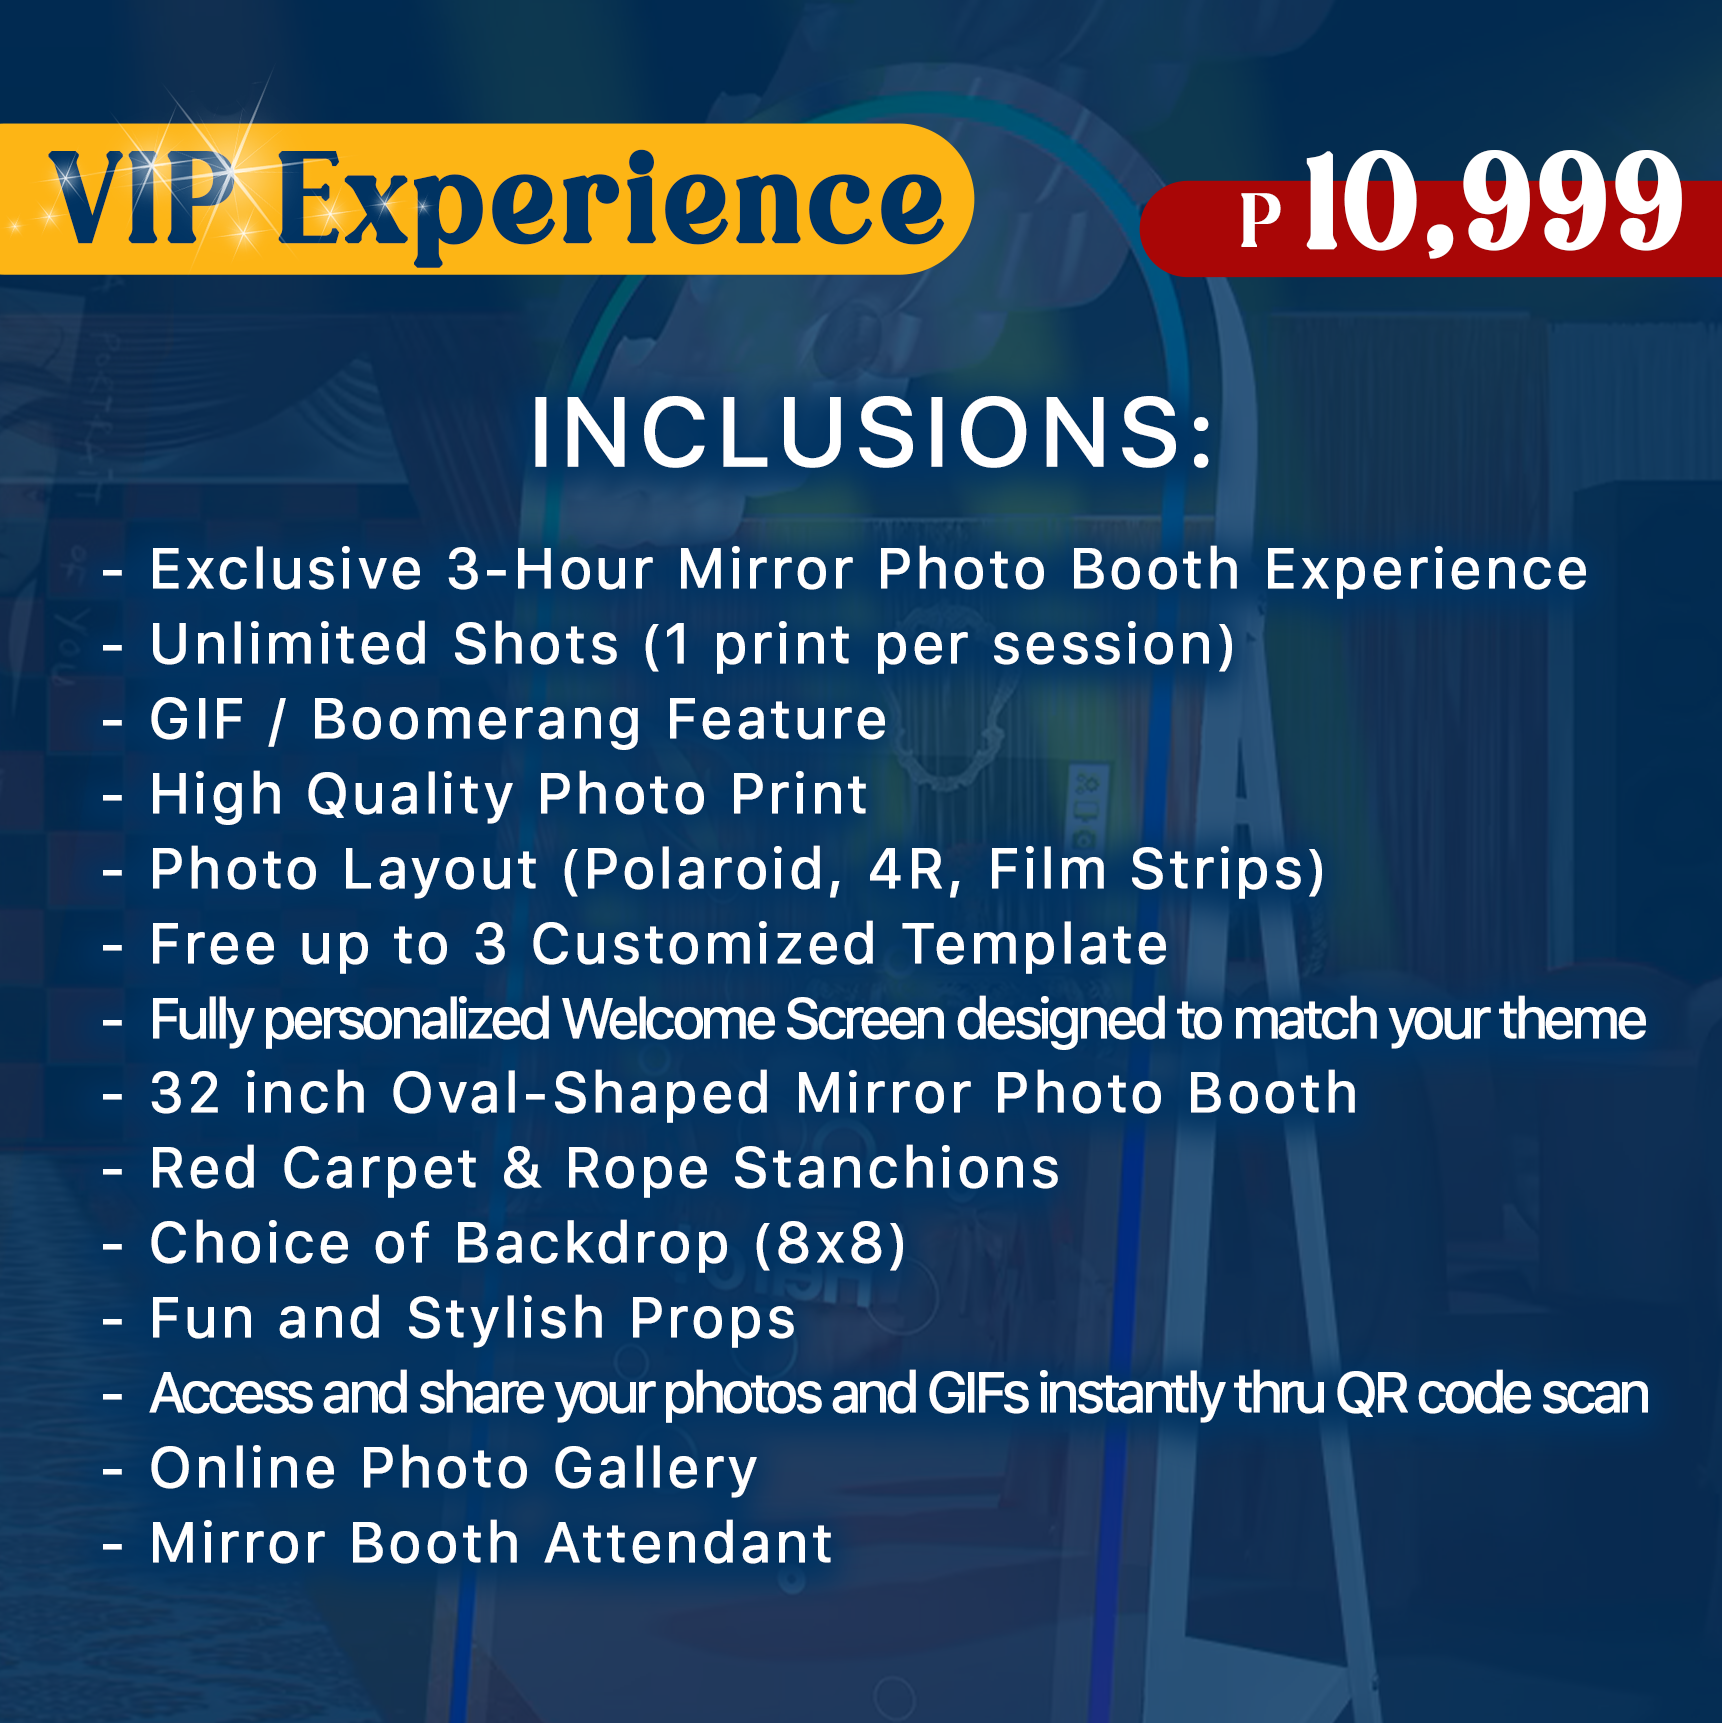 VIP Experience
P 10,999
INCLUSIONS:
- Exclusive 3-Hour Mirror Photo Booth Experience
- Unlimited Shots (1 print per session)
- GIF / Boomerang Feature
- High Quality Photo Print
- Photo Layout (Polaroid, 4R, Film Strips)
- Free up to 3 Customized Template
- Fully personalized Welcome Screen designed to match your theme
- 32 inch Oval-Shaped Mirror Photo Booth
- Red Carpet & Rope Stanchions
- Choice of Backdrop (8x8)
- Fun and Stylish Props
- Access and share your photos and GIFs instantly thru QR code scan
- Online Photo Gallery
- Mirror Booth Attendant